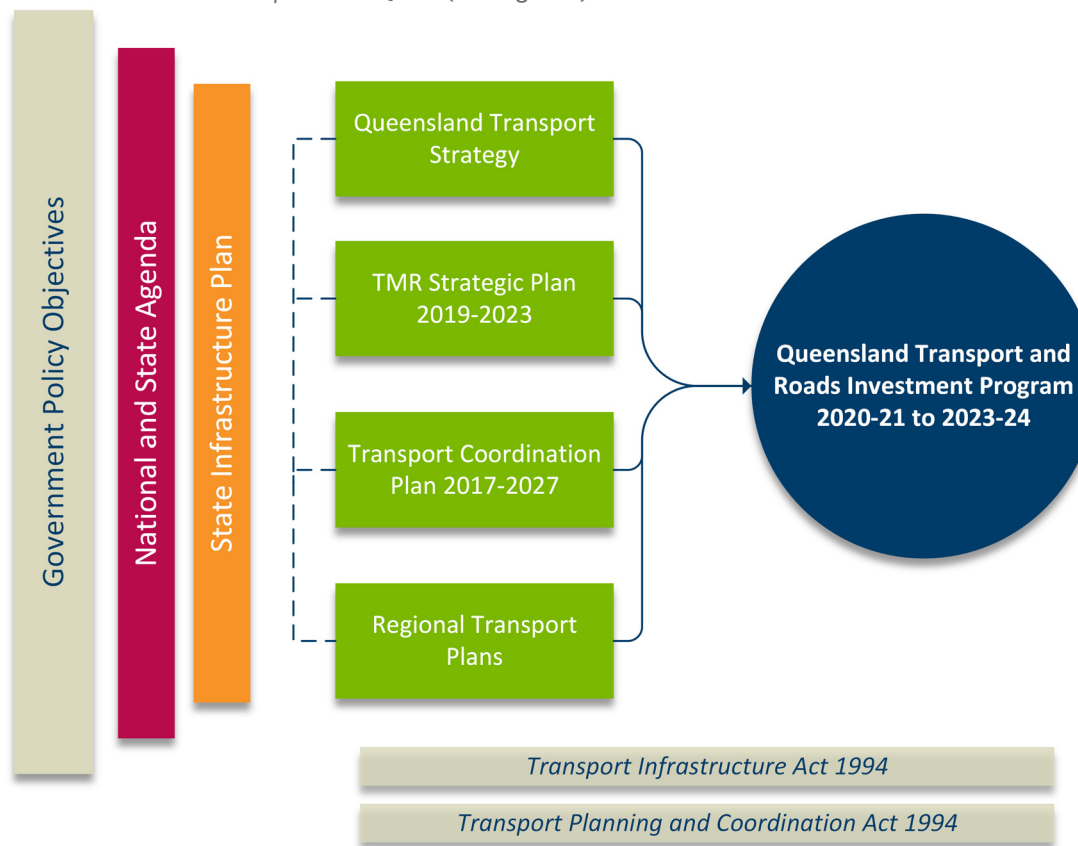 Government Policy Objectives
National and State Agenda
State Infrastructure Plan
Queensland Transport
Strategy
TMR Strategic Plan
2019-2023
Transport Coordination
Plan 2017-2027
Regional Transport
Plans
Queensland Transport and
Roads Investment Program
2020-21 to 2023-24
Transport Infrastructure Act 1994
Transport Planning and Coordination Act 1994